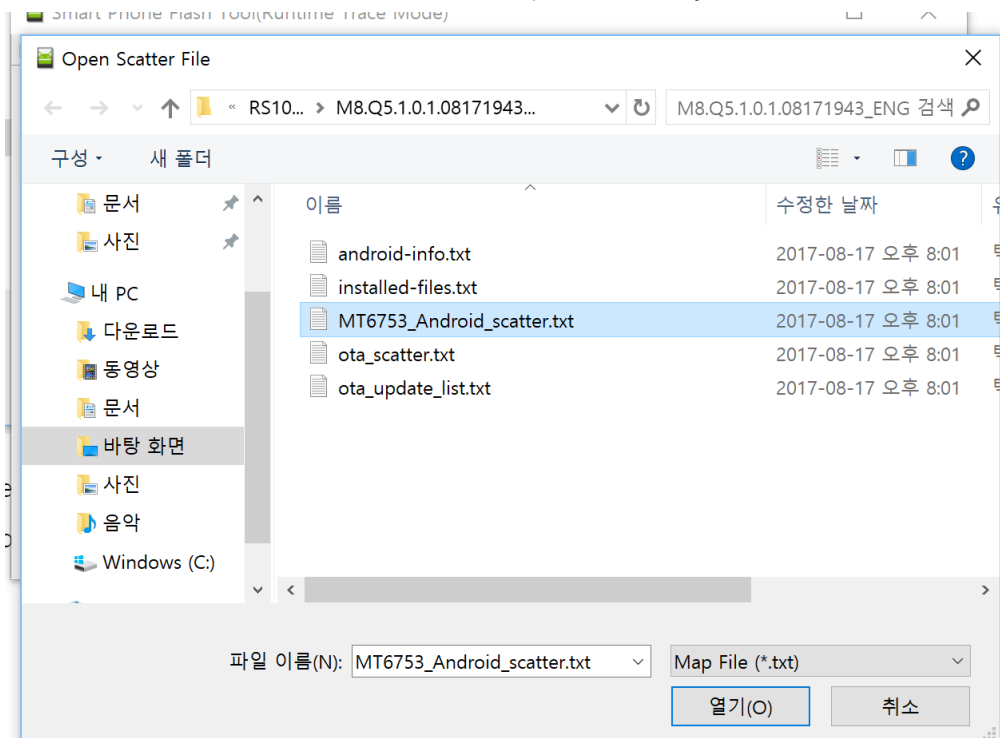 Smart Phone Flash Tool(Runtime Trace Mode)
Open Scatter File
« RS10... > M8.Q5.1.0.1.08171943...
M8.Q5.1.0.1.08171943_ENG 검색
구성
새 폴더
이름
수정한 날짜
문서
사진
내 PC
다운로드
동영상
문서
바탕 화면
사진
음악
Windows (C:)
android-info.txt 2017-08-17 오후 8:01
installed-files.txt 2017-08-17 오후 8:01
MT6753_Android_scatter.txt 2017-08-17 오후 8:01
ota_scatter.txt 2017-08-17 오후 8:01
ota_update_list.txt 2017-08-17 오후 8:01
파일 이름(N): MT6753_Android_scatter.txt
Map File (*.txt)
열기(O)
취소